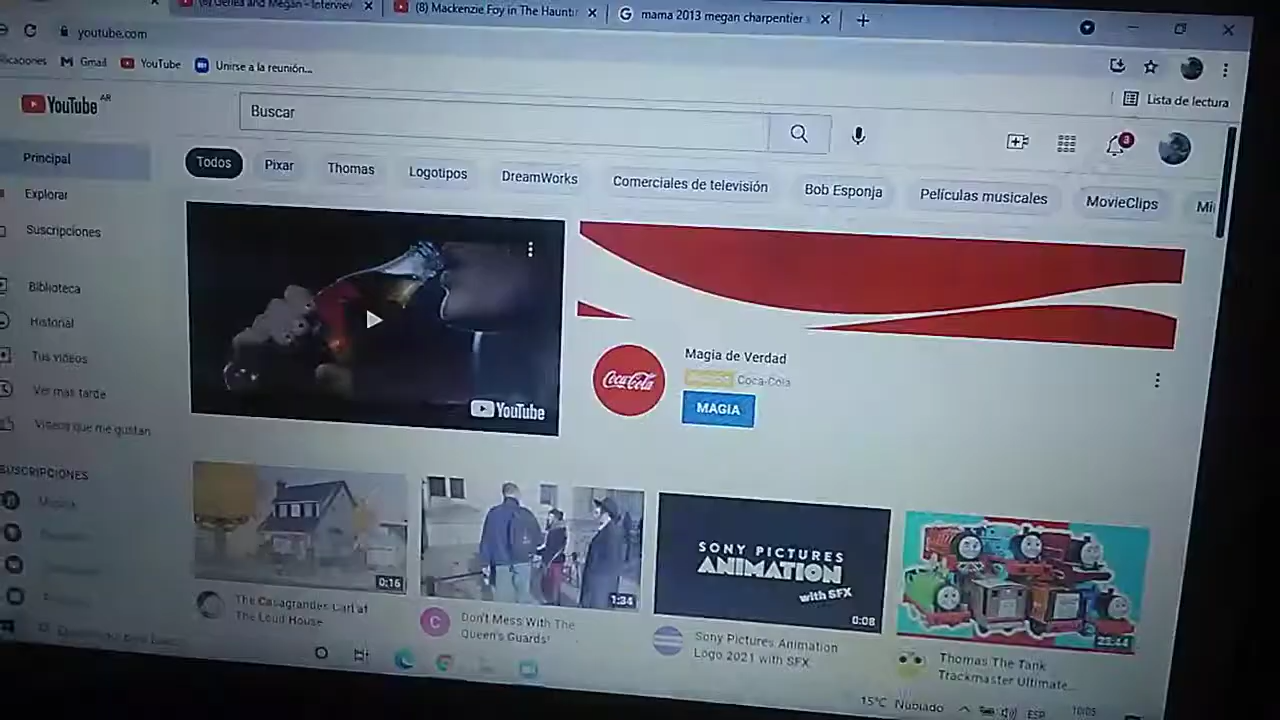 (8) Mackenzie Foy in The Haunti
mama 2013 megan charpentier
youtube.com
Gmail
YouTube
Unirse a la reunión...
Lista de lectura
YouTube AR
Buscar
3
Principal
Explorar
Suscripciones
Biblioteca
Historial
Tus videos
Ver más tarde
Videos que me gustan
SUSCRIPCIONES
Música
Todos
Pixar
Thomas
Logotipos
DreamWorks
Comerciales de televisión
Bob Esponja
Películas musicales
MovieClips
Mi
YouTube
Coca-Cola
Magia de Verdad
Coca-Cola
MAGIA
0:16
The Casagrandes Carl at
The Loud House
1:34
C
Don't Mess With The
Queen's Guards!
SONY PICTURES
ANIMATION
with SFX
0:08
Sony Pictures Animation
Logo 2021 with SFX
Thomas The Tank
Trackmaster Ultimate...
15°C Nublado
ESP
10:05